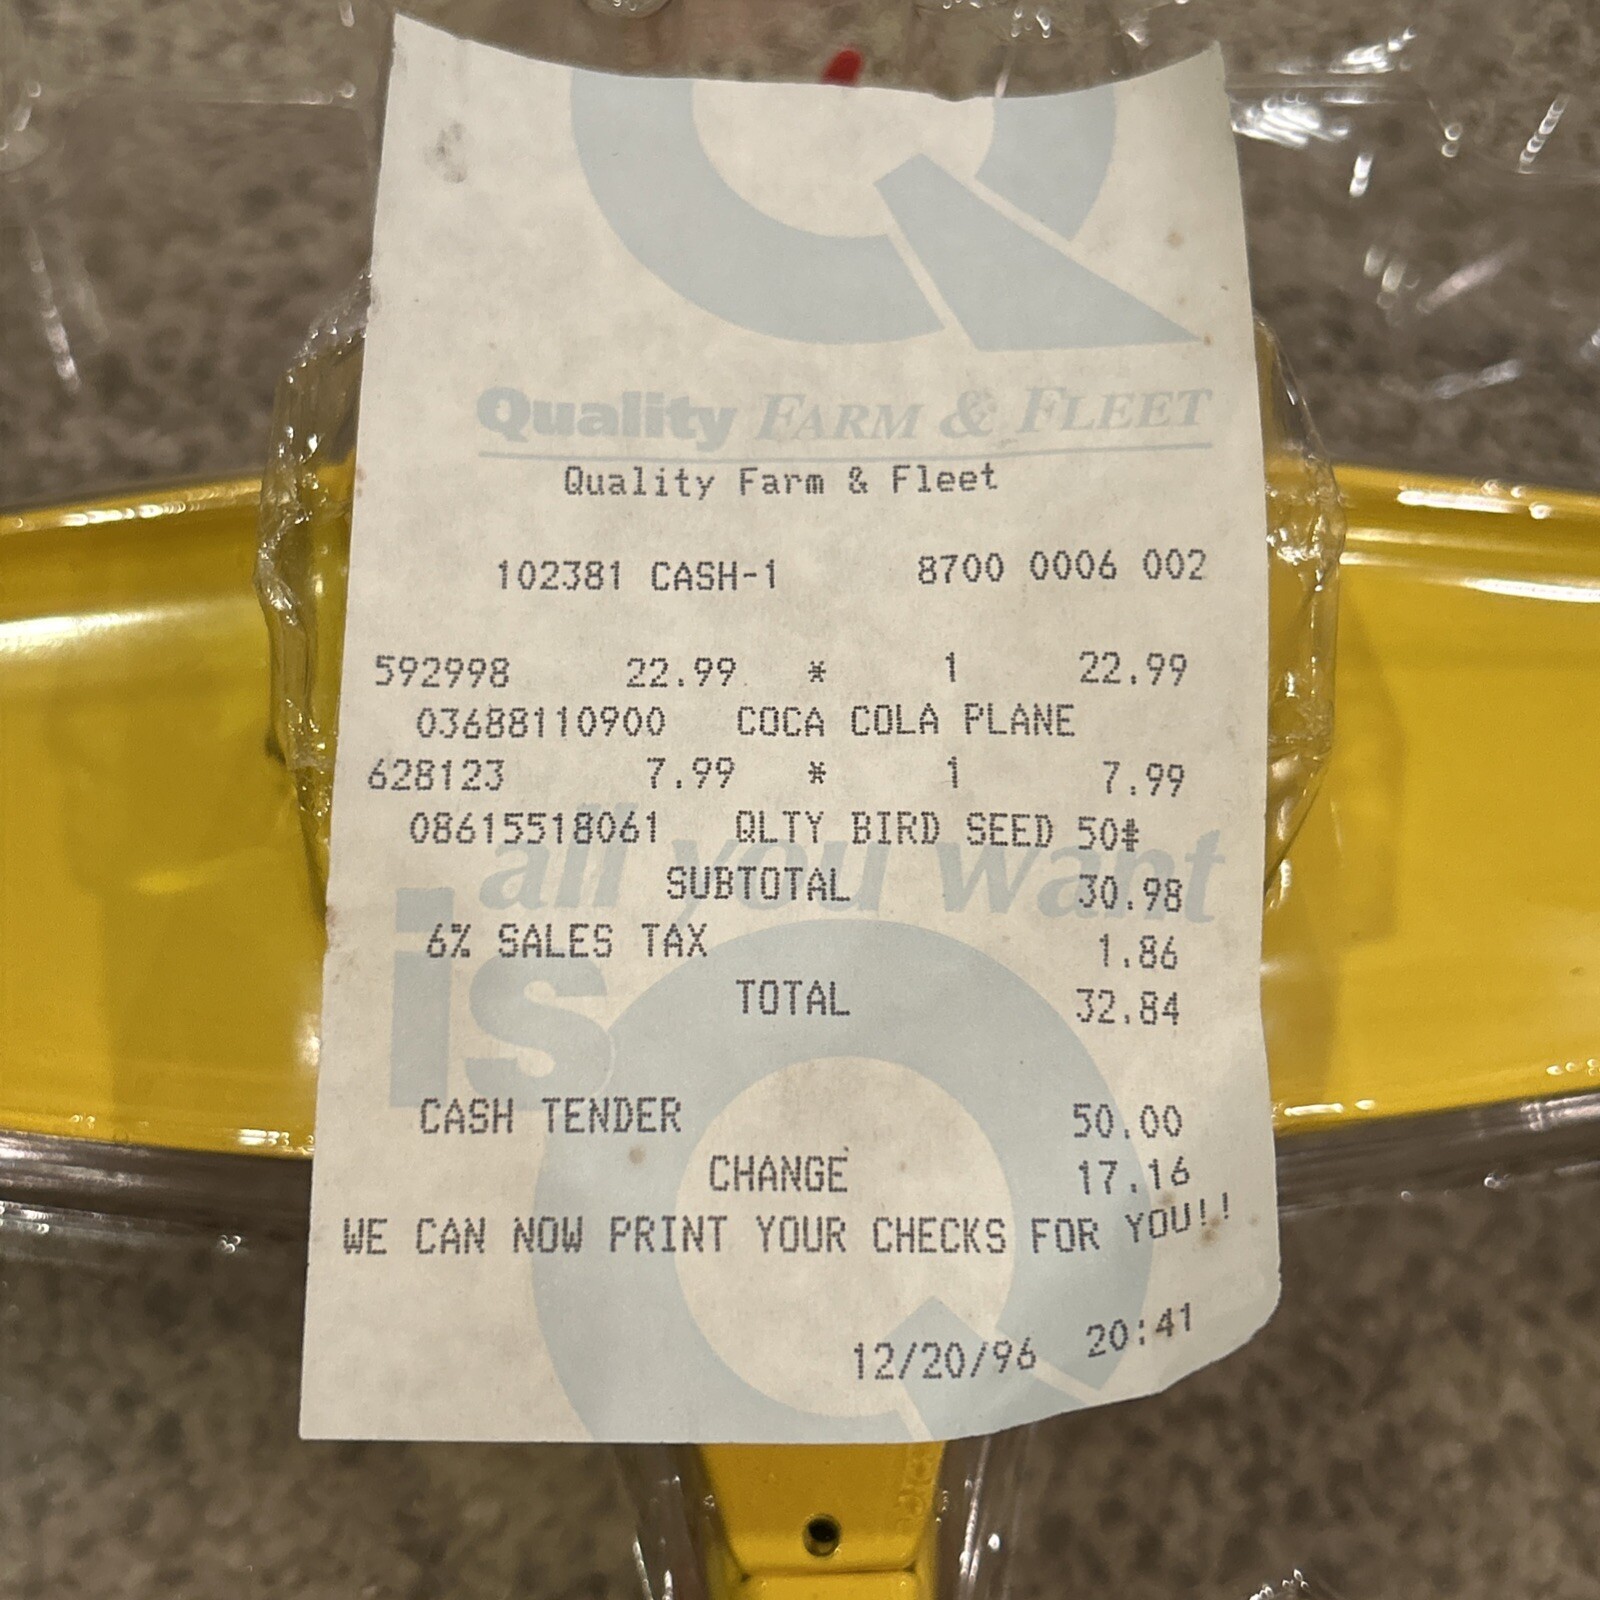 Quality FARM & FLEET
Quality Farm & Fleet
102381 CASH-1 8700 0006 002
592998 22.99 * 1 22.99
03688110900 COCA COLA PLANE
628123 7.99 * 1 7.99
08615518061 QLTY BIRD SEED 50#
all you want
SUBTOTAL 30.98
is
6% SALES TAX 1.86
TOTAL 32.84
CASH TENDER 50.00
CHANGE 17.16
WE CAN NOW PRINT YOUR CHECKS FOR YOU!!
12/20/96 20:41